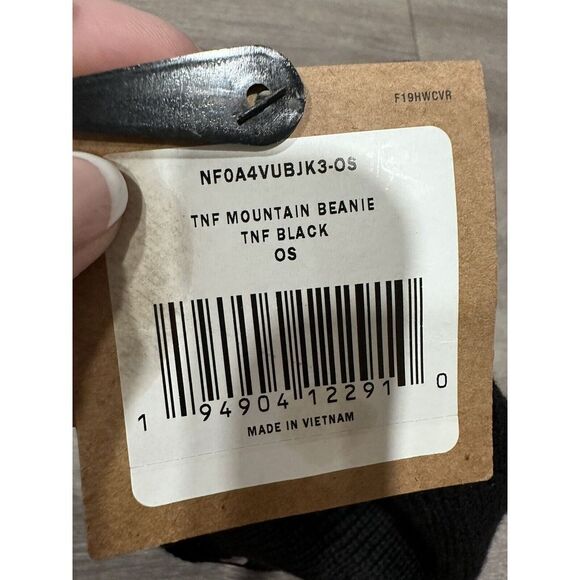 F19HWCVR
NF0A4VUBJK3-OS
TNF MOUNTAIN BEANIE
TNF BLACK
OS
1 94904 12291 0
MADE IN VIETNAM